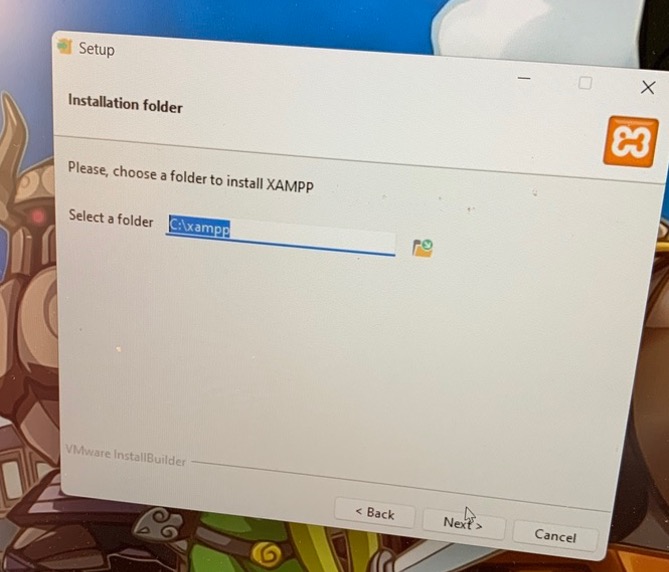 Setup
Installation folder
Please, choose a folder to install XAMPP
Select a folder C:\xampp
VMware InstallBuilder
< Back Next > Cancel